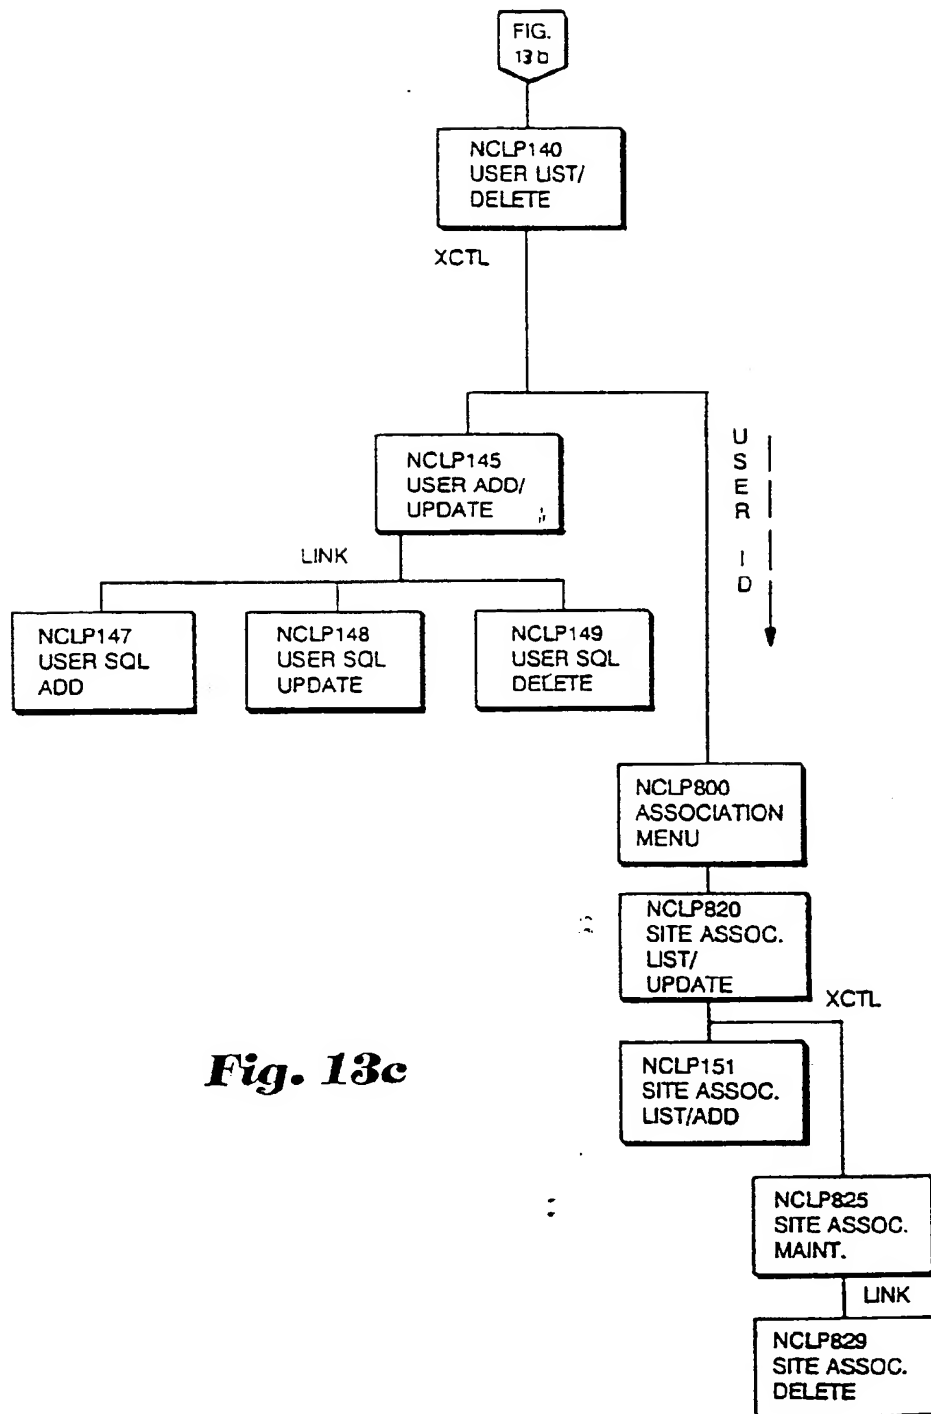 FIG.
13b
NCLP140
USER LIST/
DELETE
XCTL
NCLP145
USER ADD/
UPDATE
USER ID
LINK
NCLP147
USER SQL
ADD
NCLP148
USER SQL
UPDATE
NCLP149
USER SQL
DELETE
NCLP800
ASSOCIATION
MENU
NCLP820
SITE ASSOC.
LIST/
UPDATE
XCTL
NCLP151
SITE ASSOC.
LIST/ADD
Fig. 13c
NCLP825
SITE ASSOC.
MAINT.
LINK
NCLP829
SITE ASSOC.
DELETE